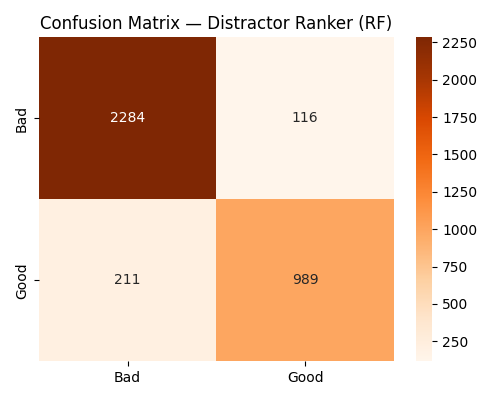 Confusion Matrix — Distractor Ranker (RF)
Bad
2284
116
Good
211
989
Bad
Good
2250
2000
1750
1500
1250
1000
750
500
250